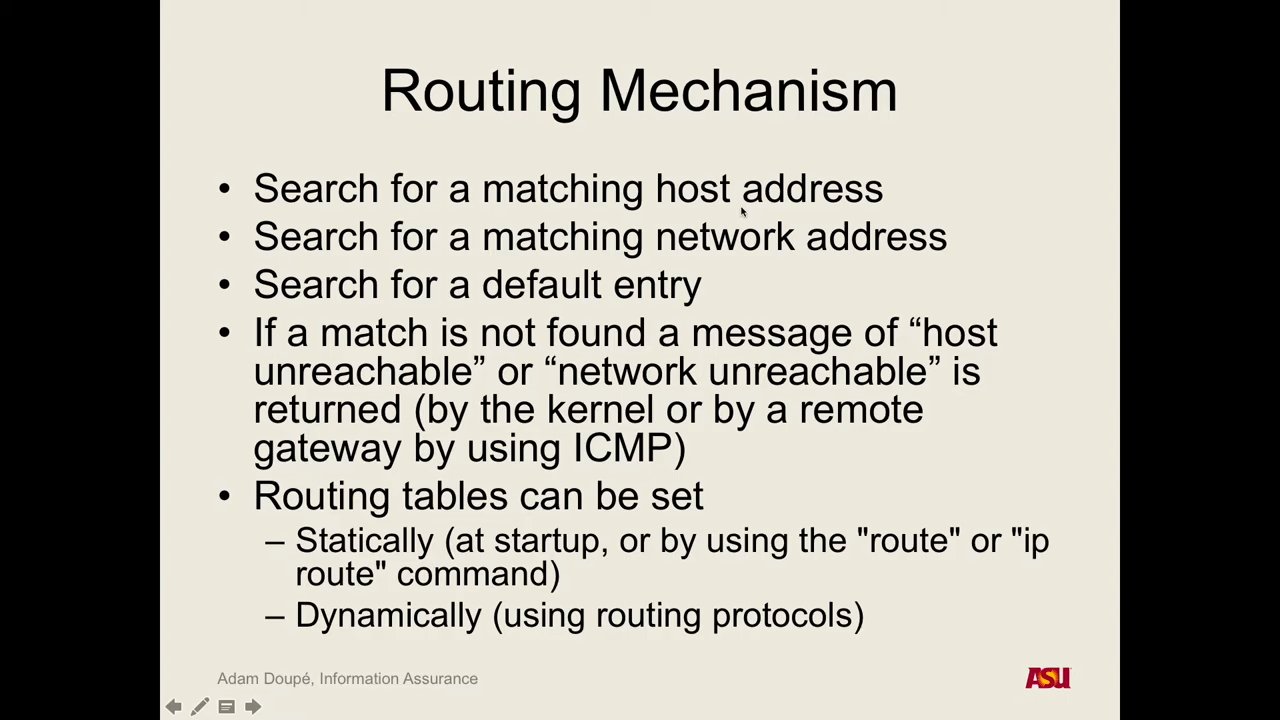 Routing Mechanism
• Search for a matching host address
• Search for a matching network address
• Search for a default entry
• If a match is not found a message of “host
unreachable” or “network unreachable” is
returned (by the kernel or by a remote
gateway by using ICMP)
• Routing tables can be set
– Statically (at startup, or by using the "route" or "ip
route" command)
– Dynamically (using routing protocols)
Adam Doupé, Information Assurance
ASU